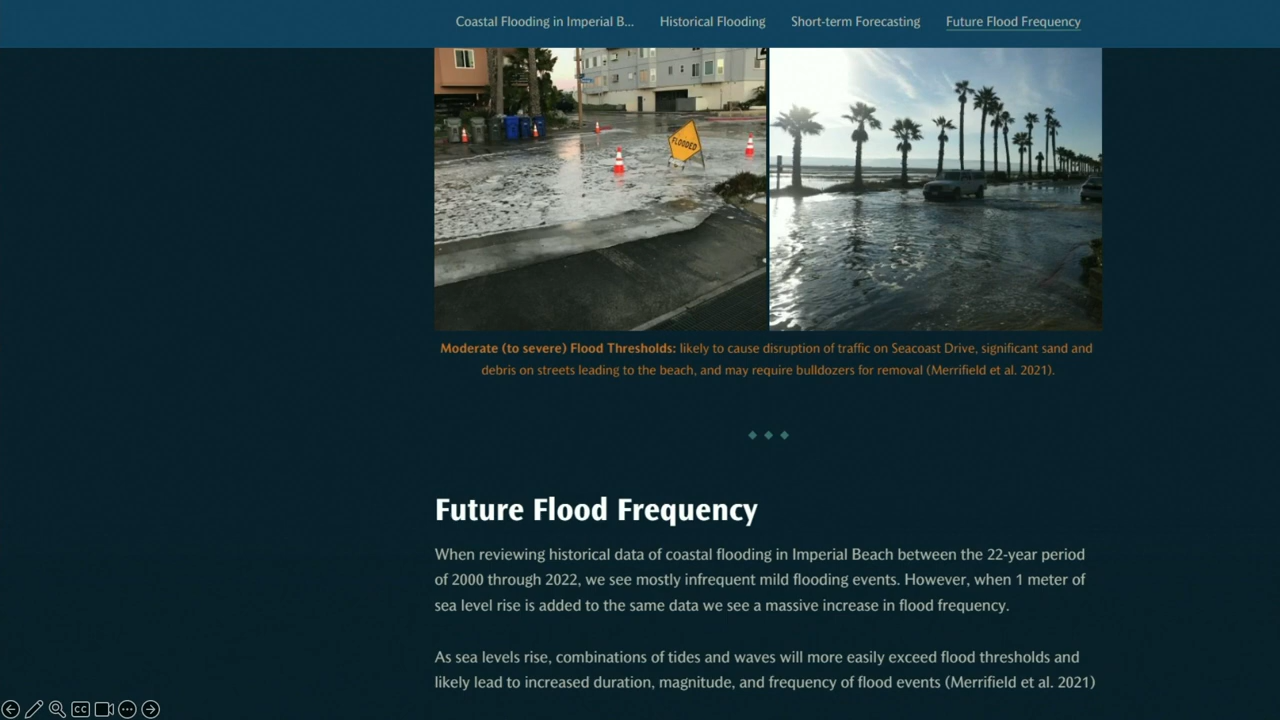 Coastal Flooding in Imperial B... Historical Flooding Short-term Forecasting Future Flood Frequency
FLOODED
Moderate (to severe) Flood Thresholds: likely to cause disruption of traffic on Seacoast Drive, significant sand and
debris on streets leading to the beach, and may require bulldozers for removal (Merrifield et al. 2021).
Future Flood Frequency
When reviewing historical data of coastal flooding in Imperial Beach between the 22-year period
of 2000 through 2022, we see mostly infrequent mild flooding events. However, when 1 meter of
sea level rise is added to the same data we see a massive increase in flood frequency.
As sea levels rise, combinations of tides and waves will more easily exceed flood thresholds and
likely lead to increased duration, magnitude, and frequency of flood events (Merrifield et al. 2021)
CC